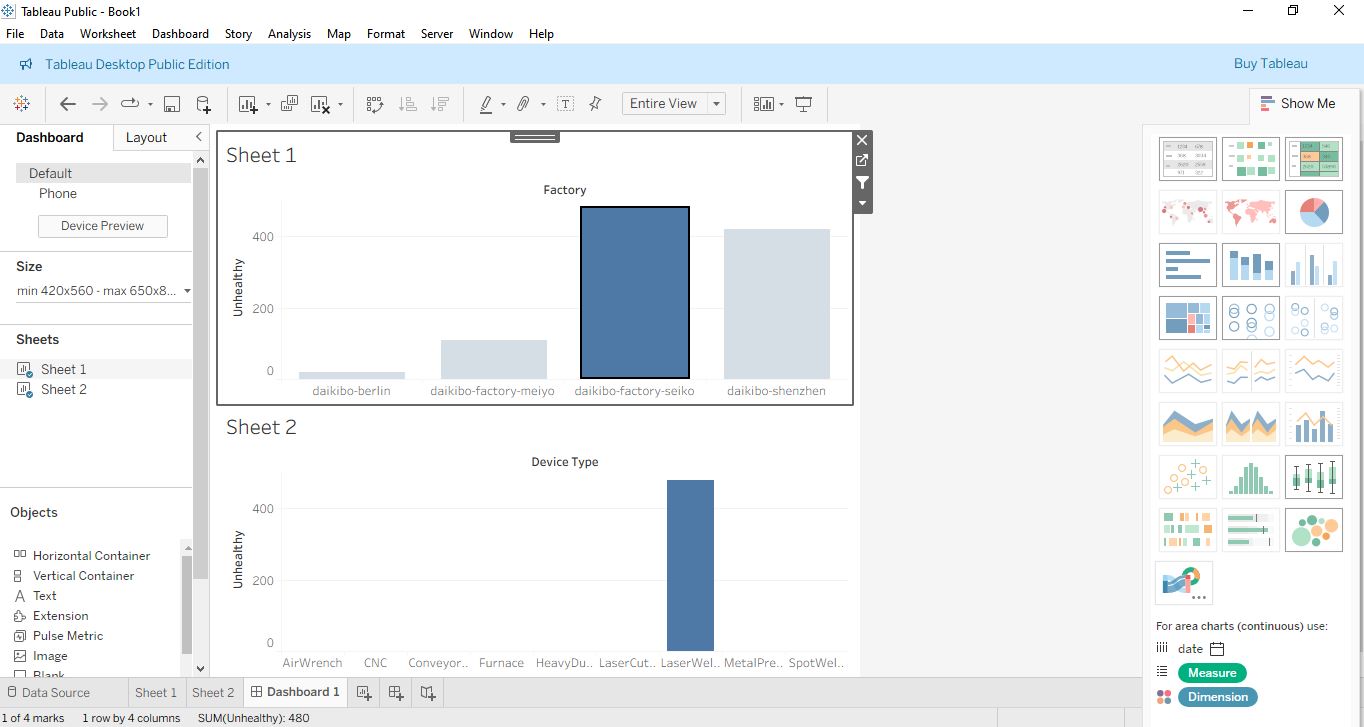 Tableau Public - Book1
File Data Worksheet Dashboard Story Analysis Map Format Server Window Help
Tableau Desktop Public Edition Buy Tableau
Entire View Show Me
Dashboard Layout
Default
Phone
Device Preview
Size
min 420x560 - max 650x8...
Sheets
Sheet 1
Sheet 2
Objects
Horizontal Container
Vertical Container
Text
Extension
Pulse Metric
Image
Blank
Sheet 1
Factory
Unhealthy
400
200
0
daikibo-berlin daikibo-factory-meiyo daikibo-factory-seiko daikibo-shenzhen
Sheet 2
Device Type
Unhealthy
400
200
0
AirWrench CNC Conveyor.. Furnace HeavyDu.. LaserCut.. LaserWel.. MetalPre.. SpotWel..
For area charts (continuous) use:
date
Measure
Dimension
Data Source Sheet 1 Sheet 2 Dashboard 1
1 of 4 marks 1 row by 4 columns SUM(Unhealthy): 480